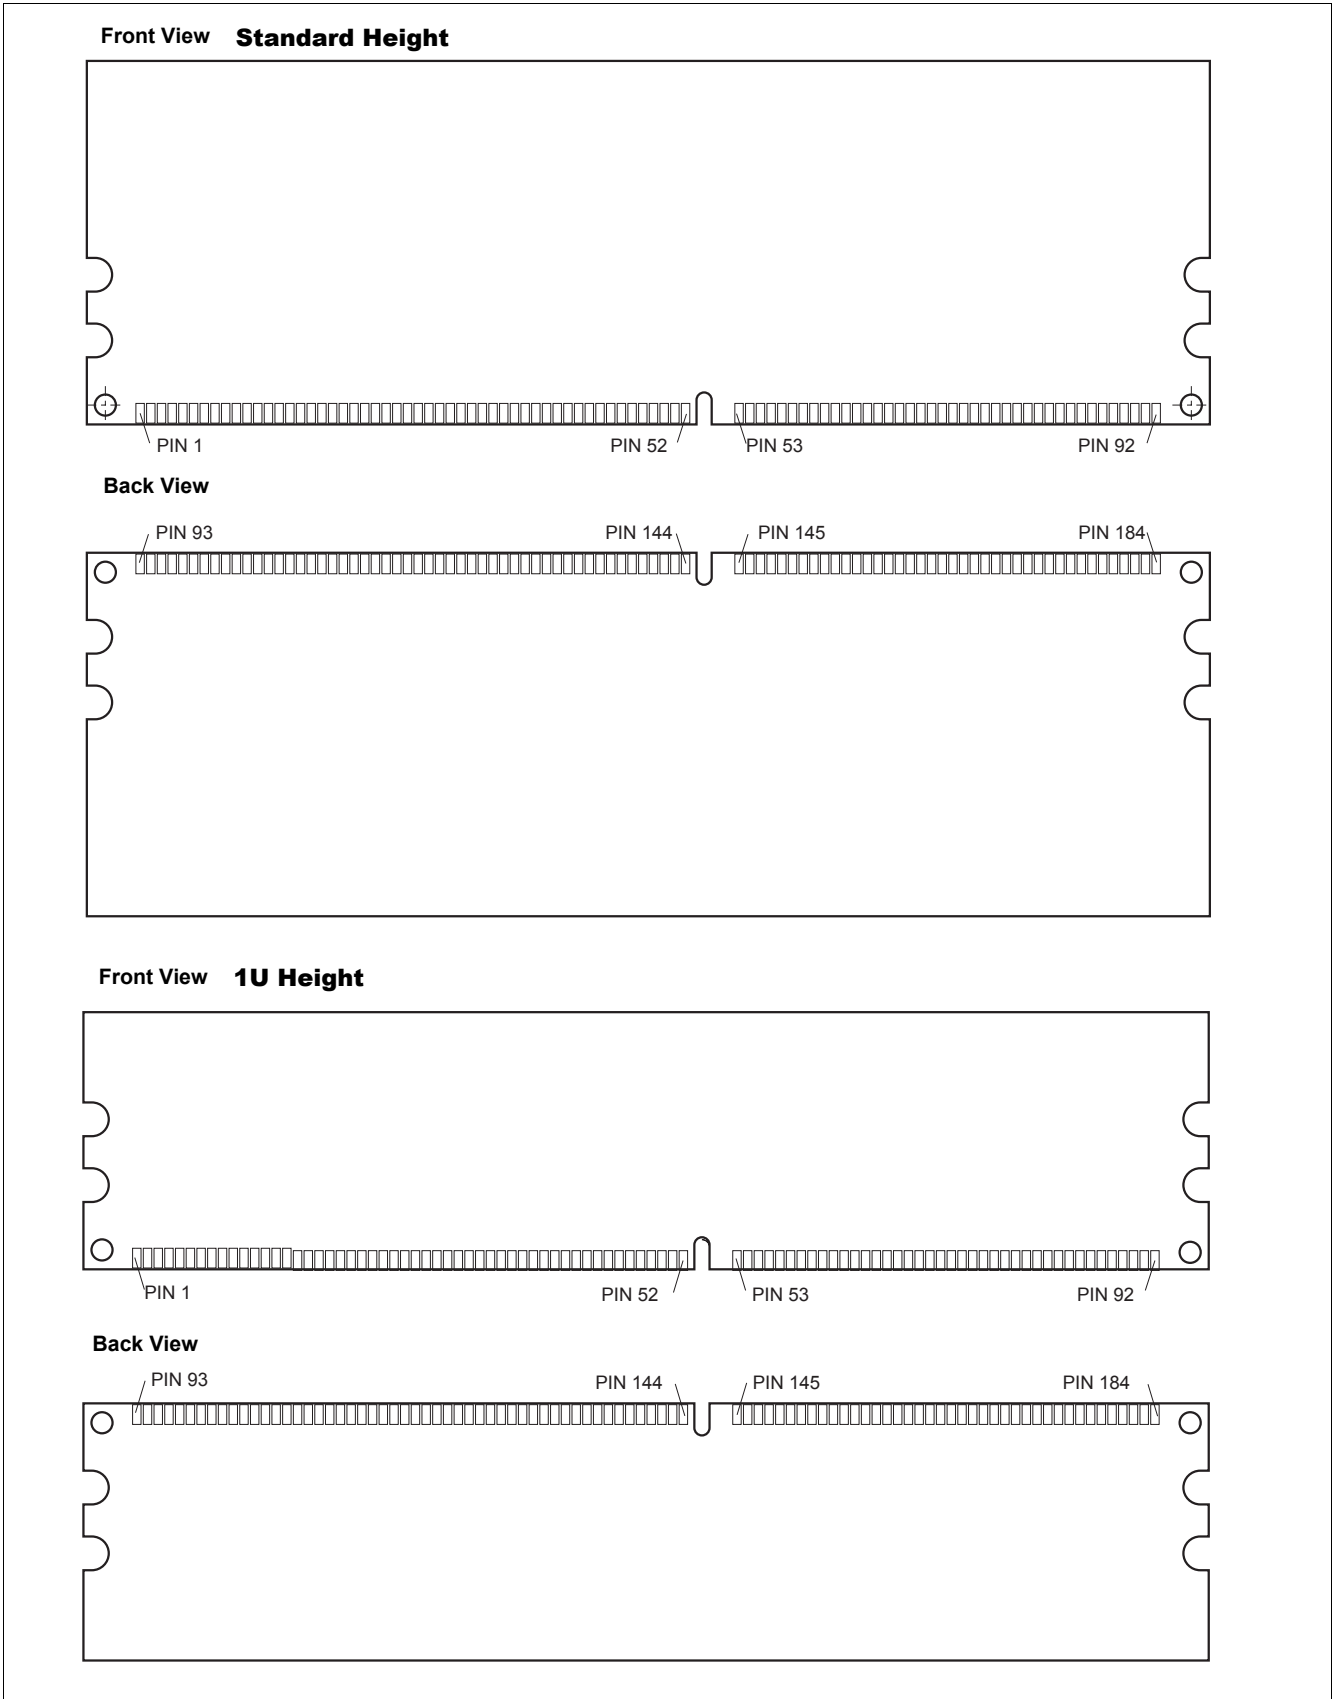 Front View Standard Height
PIN 1 PIN 52 PIN 53 PIN 92
Back View
PIN 93 PIN 144 PIN 145 PIN 184
Front View 1U Height
PIN 1 PIN 52 PIN 53 PIN 92
Back View
PIN 93 PIN 144 PIN 145 PIN 184